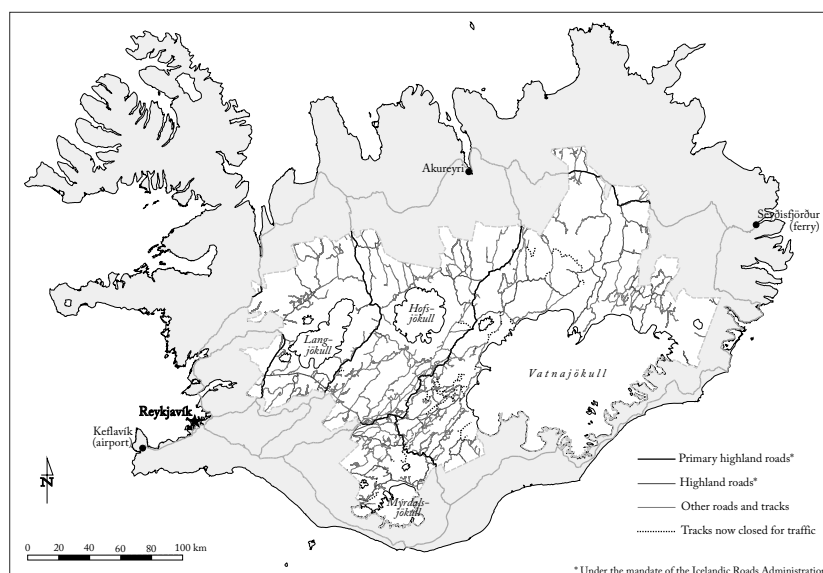 Akureyri
Seyðisfjörður
(ferry)
Hofs-
jökull
Lang-
jökull
Vatnajökull
Reykjavík
Keflavík
(airport)
Mýrdals-
jökull
Primary highland roads*
Highland roads*
Other roads and tracks
Tracks now closed for traffic
N
0 20 40 60 80 100 km
* Under the mandate of the Icelandic Roads Administration